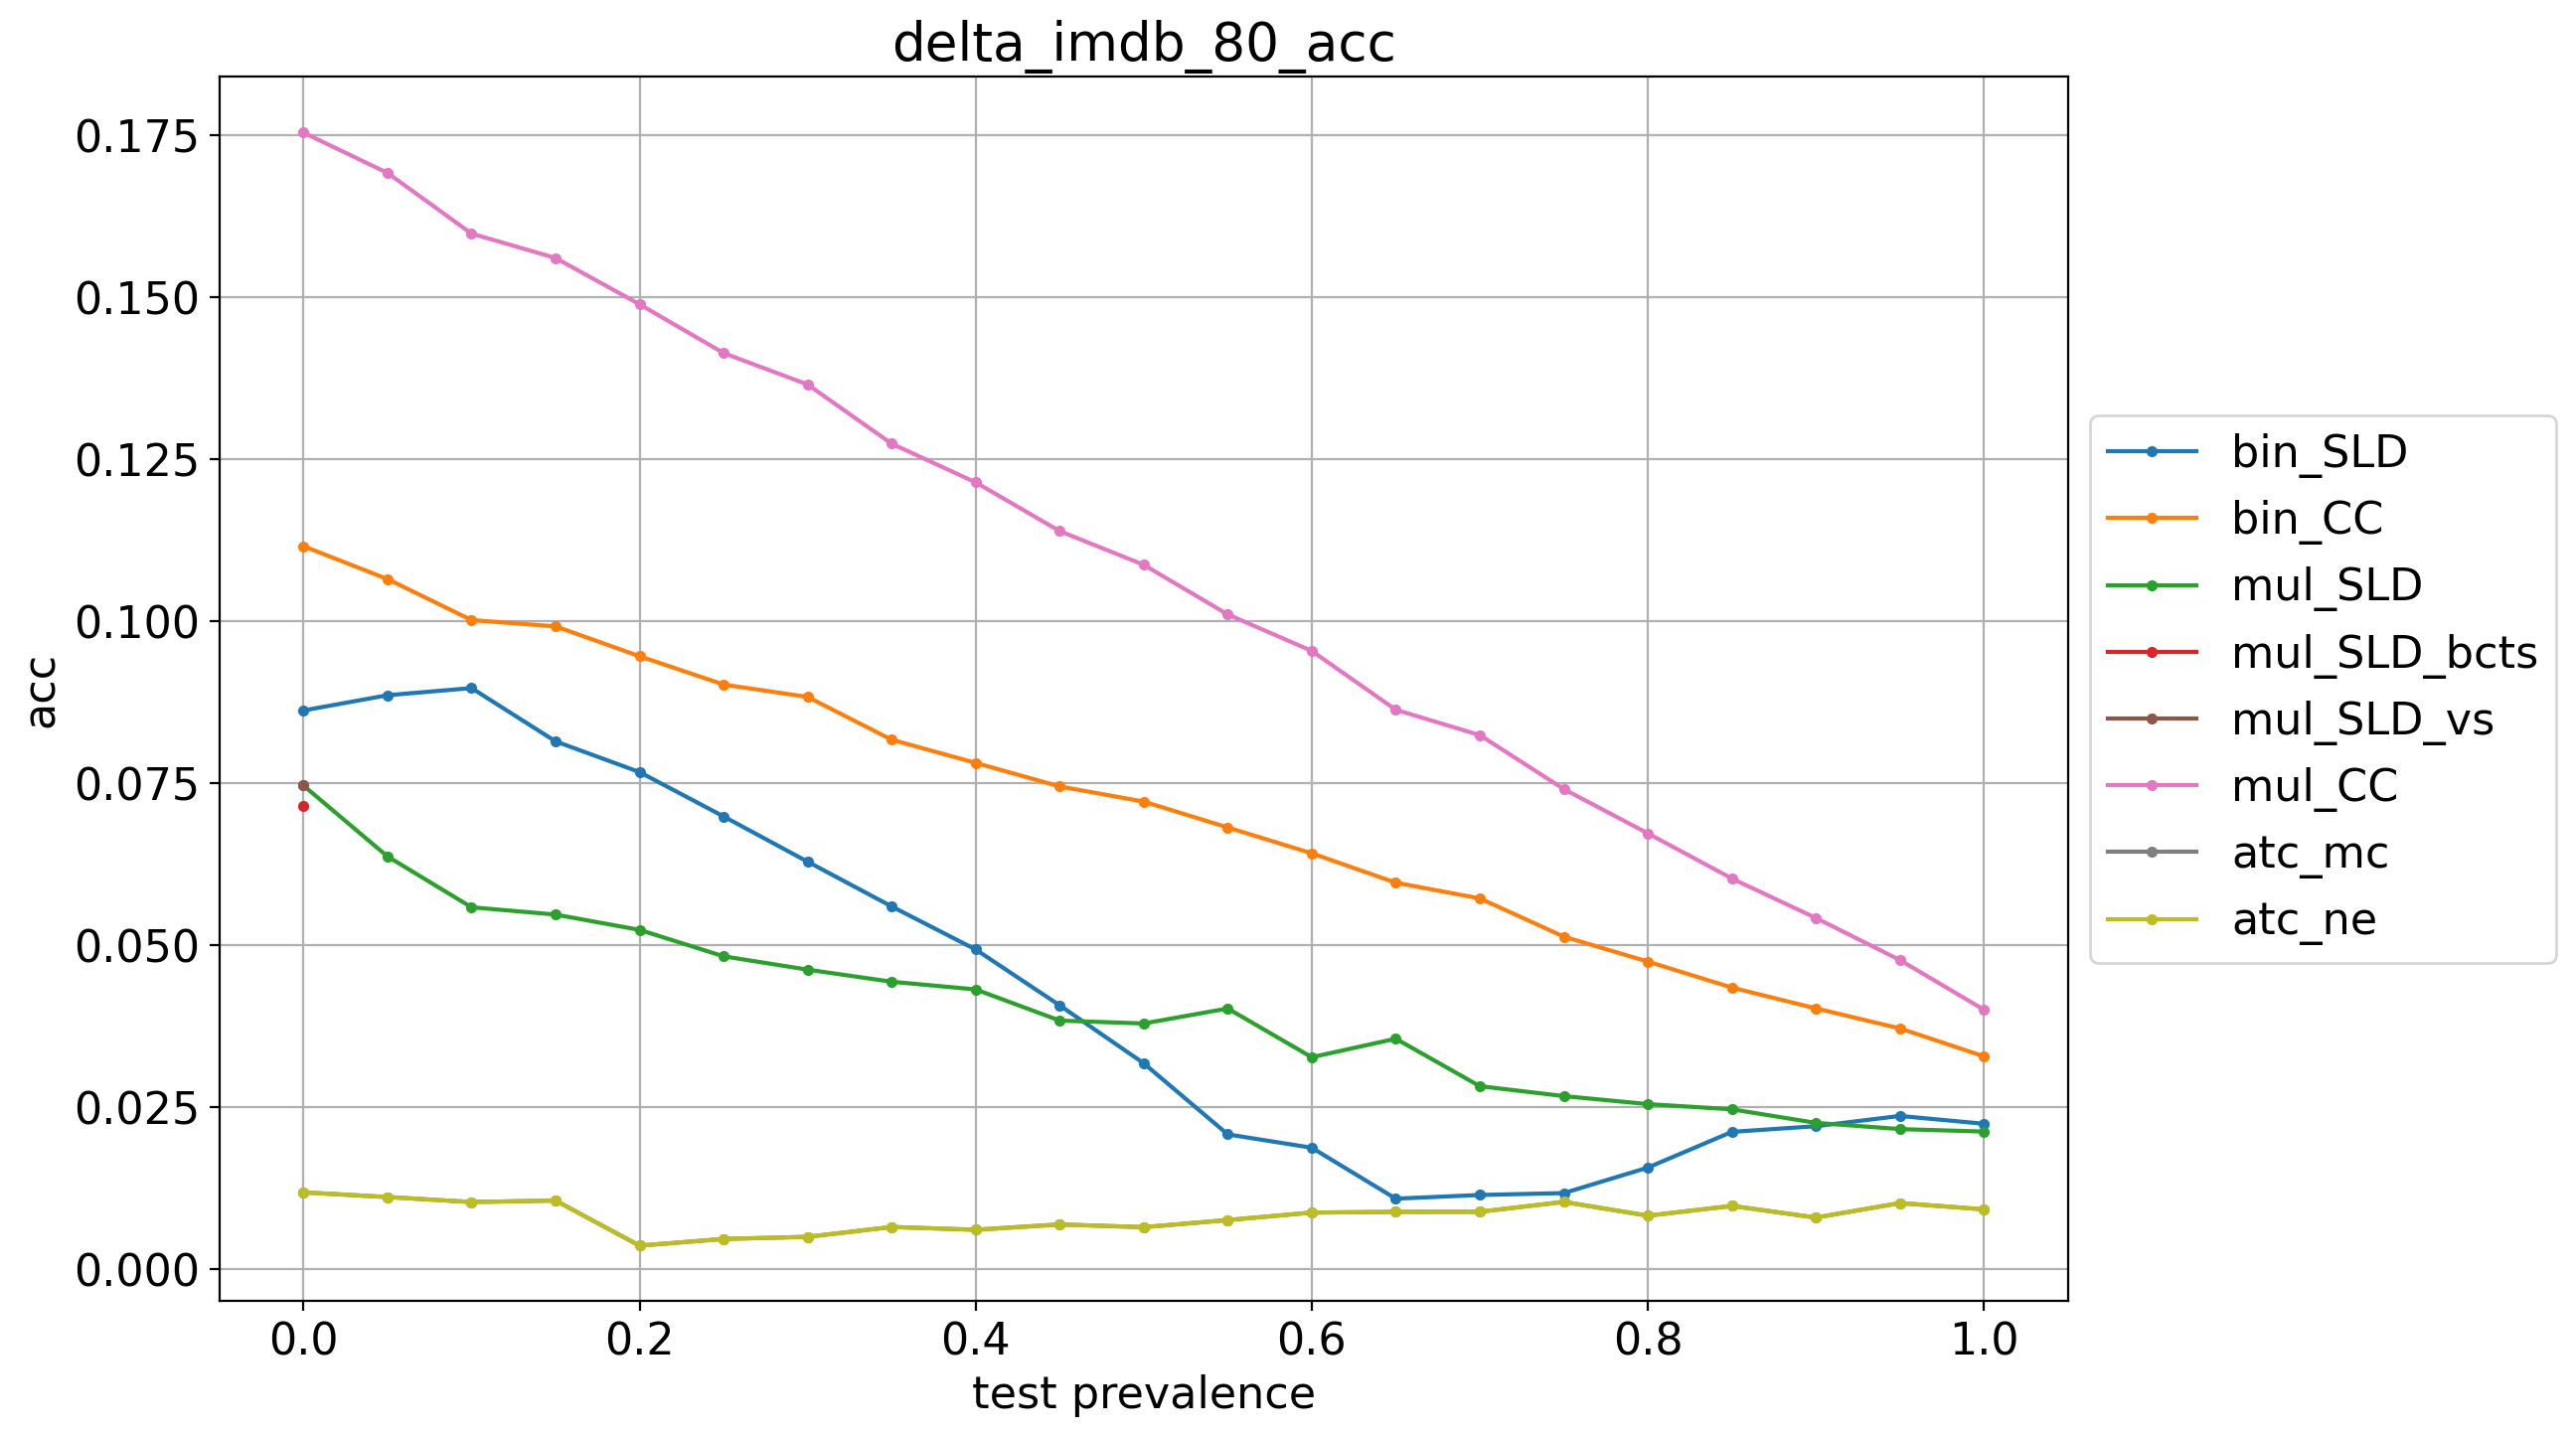 delta_imdb_80_acc
acc
0.175
0.150
0.125
0.100
0.075
0.050
0.025
0.000
0.0
0.2
0.4
0.6
0.8
1.0
test prevalence
bin_SLD
bin_CC
mul_SLD
mul_SLD_bcts
mul_SLD_vs
mul_CC
atc_mc
atc_ne